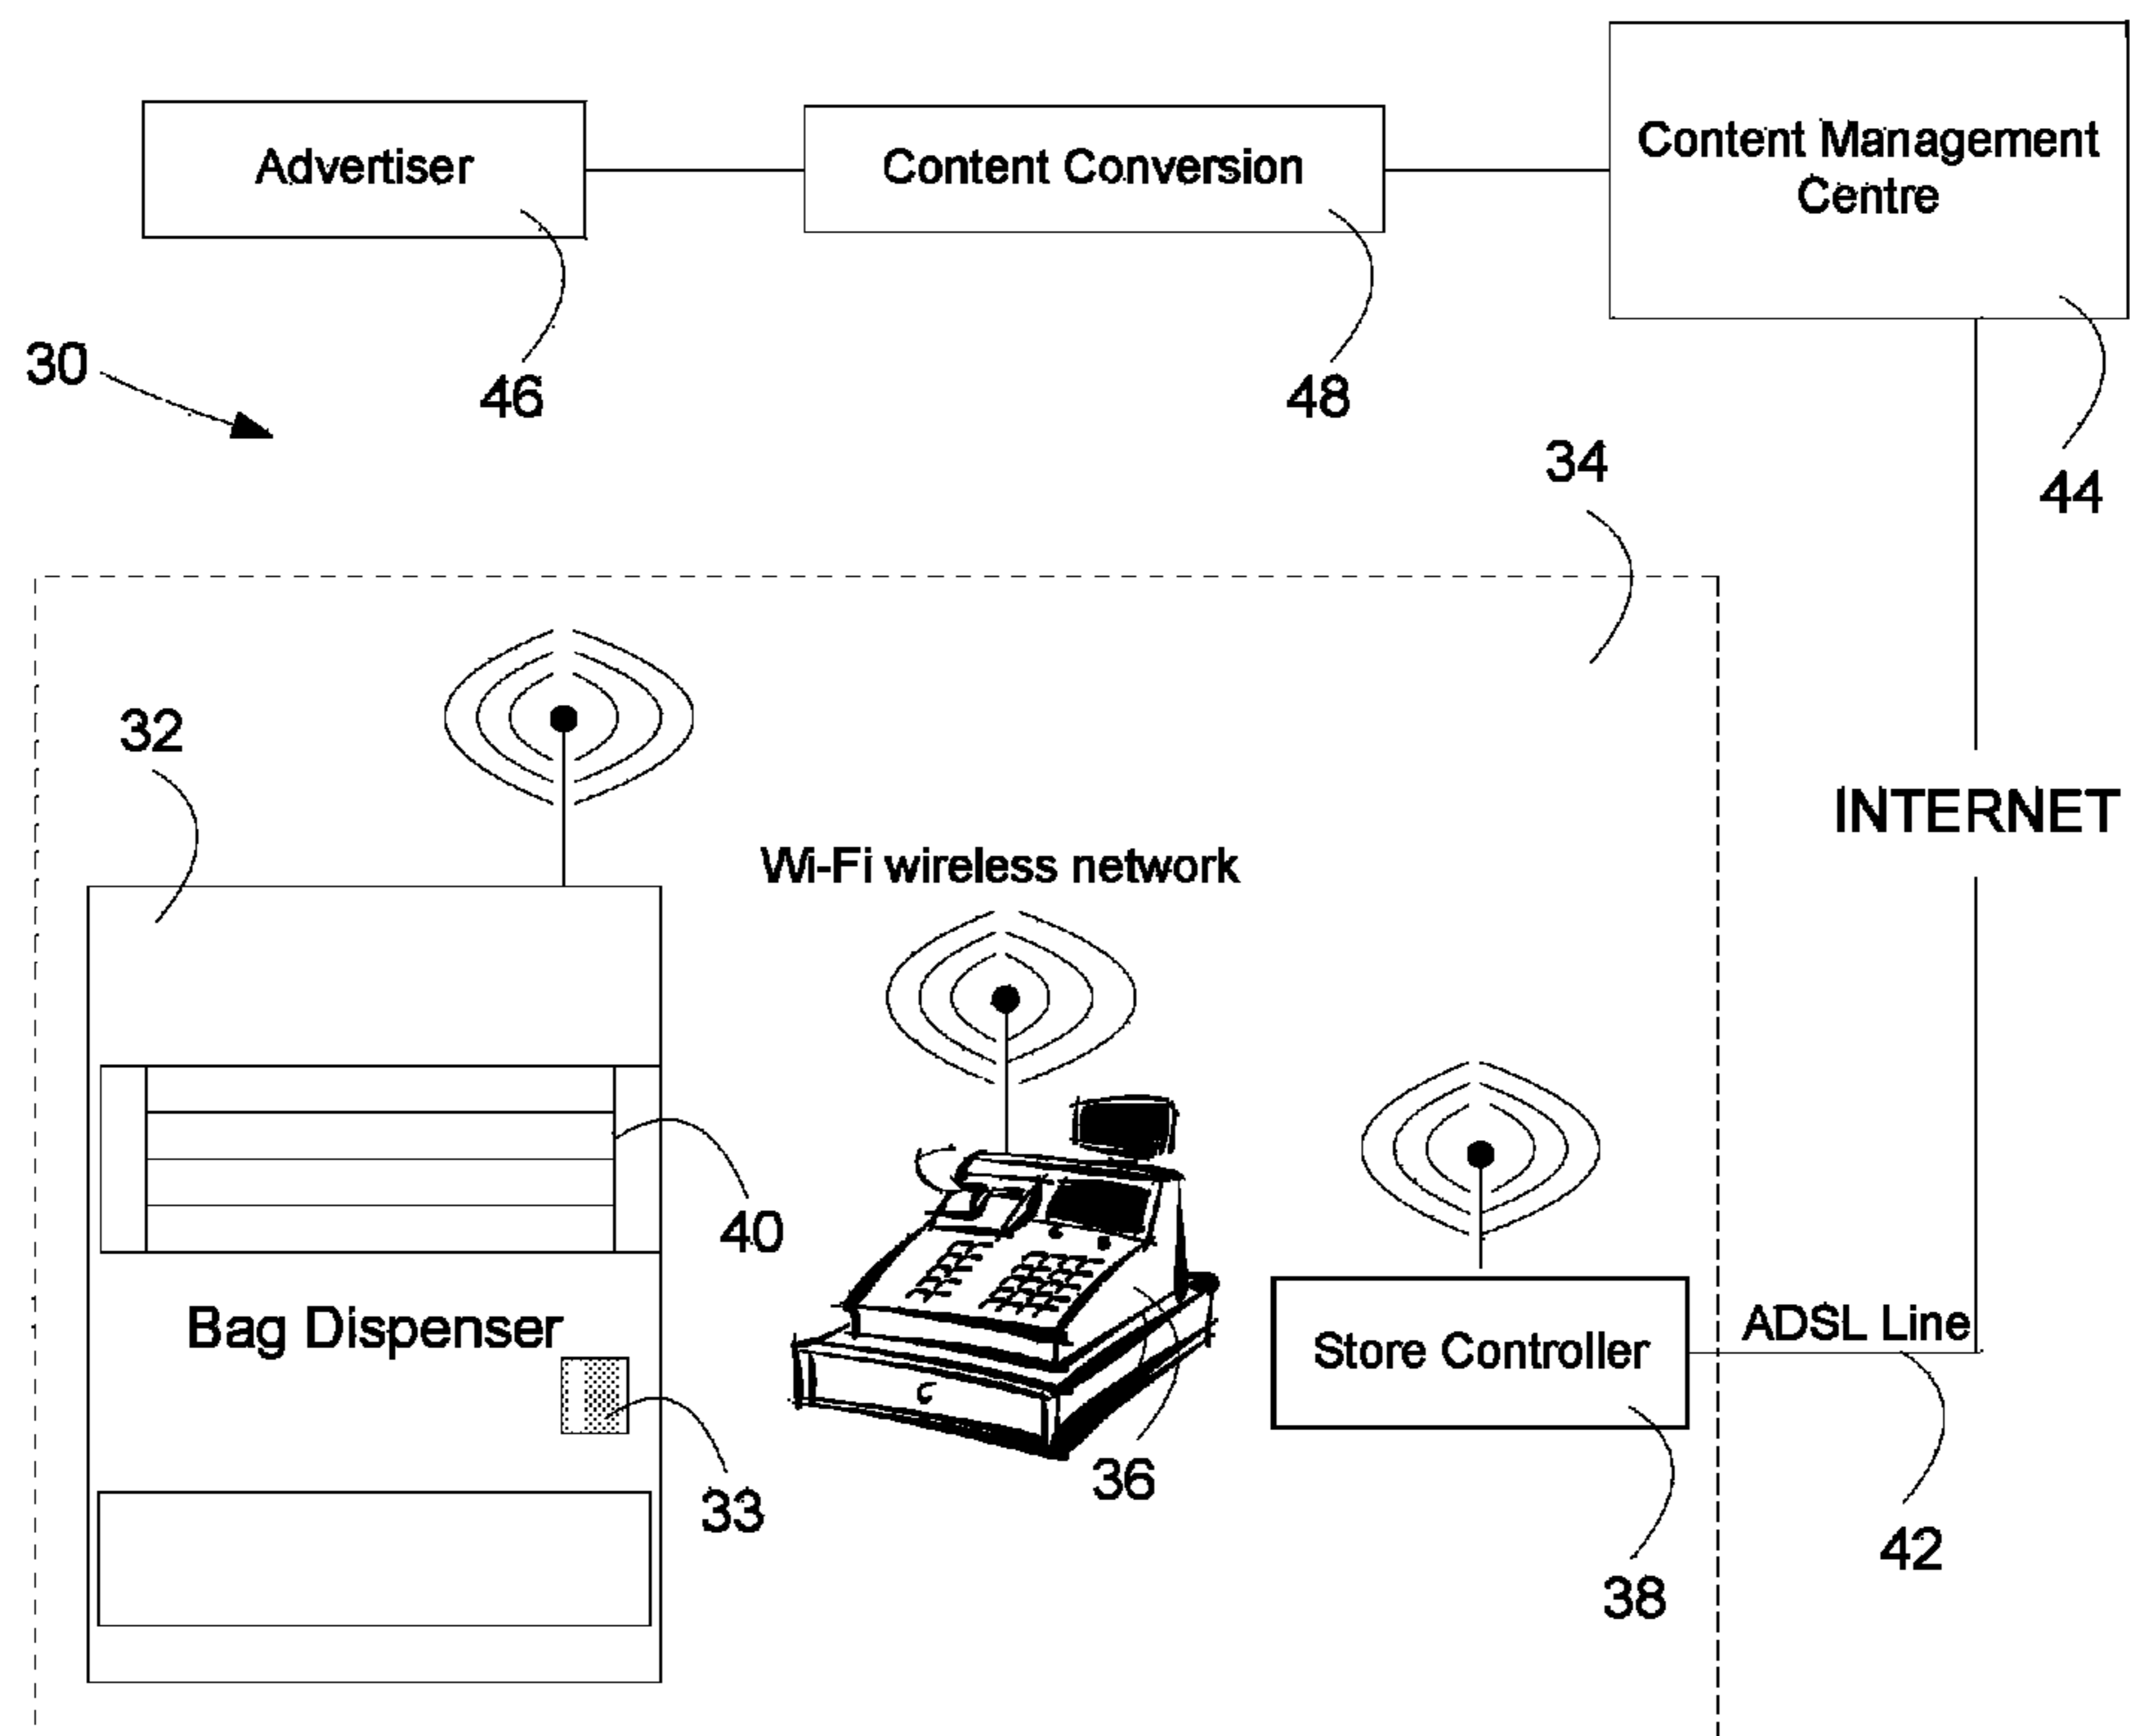 Advertiser
Content Conversion
Content Management
Centre
30
46
48
34
44
32
INTERNET
Wi-Fi wireless network
40
Bag Dispenser
Store Controller
ADSL Line
36
33
42
38